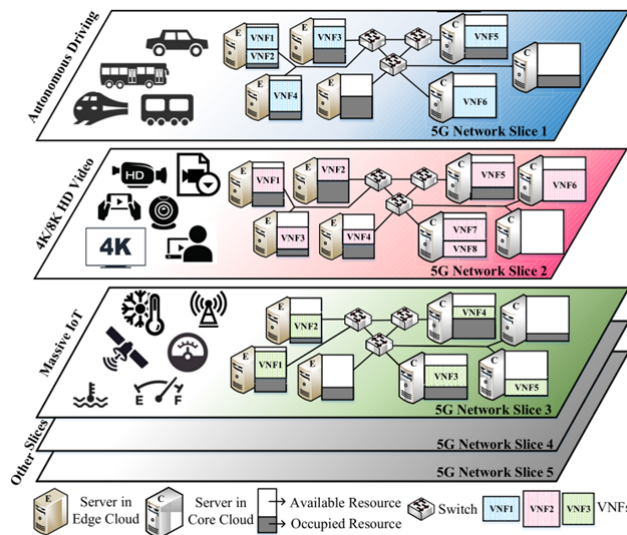 Autonomous Driving
E
VNF1
VNF2
E
VNF3
C
VNF5
C
E
VNF4
E
C
VNF6
5G Network Slice 1
4K/8K HD Video
HD
E
VNF1
E
VNF2
C
VNF5
C
VNF6
4K
E
VNF3
E
VNF4
C
VNF7
VNF8
C
5G Network Slice 2
Massive IoT
E
VNF2
C
VNF4
C
E
VNF1
E
C
VNF3
C
VNF5
E F
5G Network Slice 3
Other Slices
5G Network Slice 4
5G Network Slice 5
E
Server in
Edge Cloud
C
Server in
Core Cloud
Available Resource
Occupied Resource
Switch
VNF1
VNF2
VNF3
VNFs